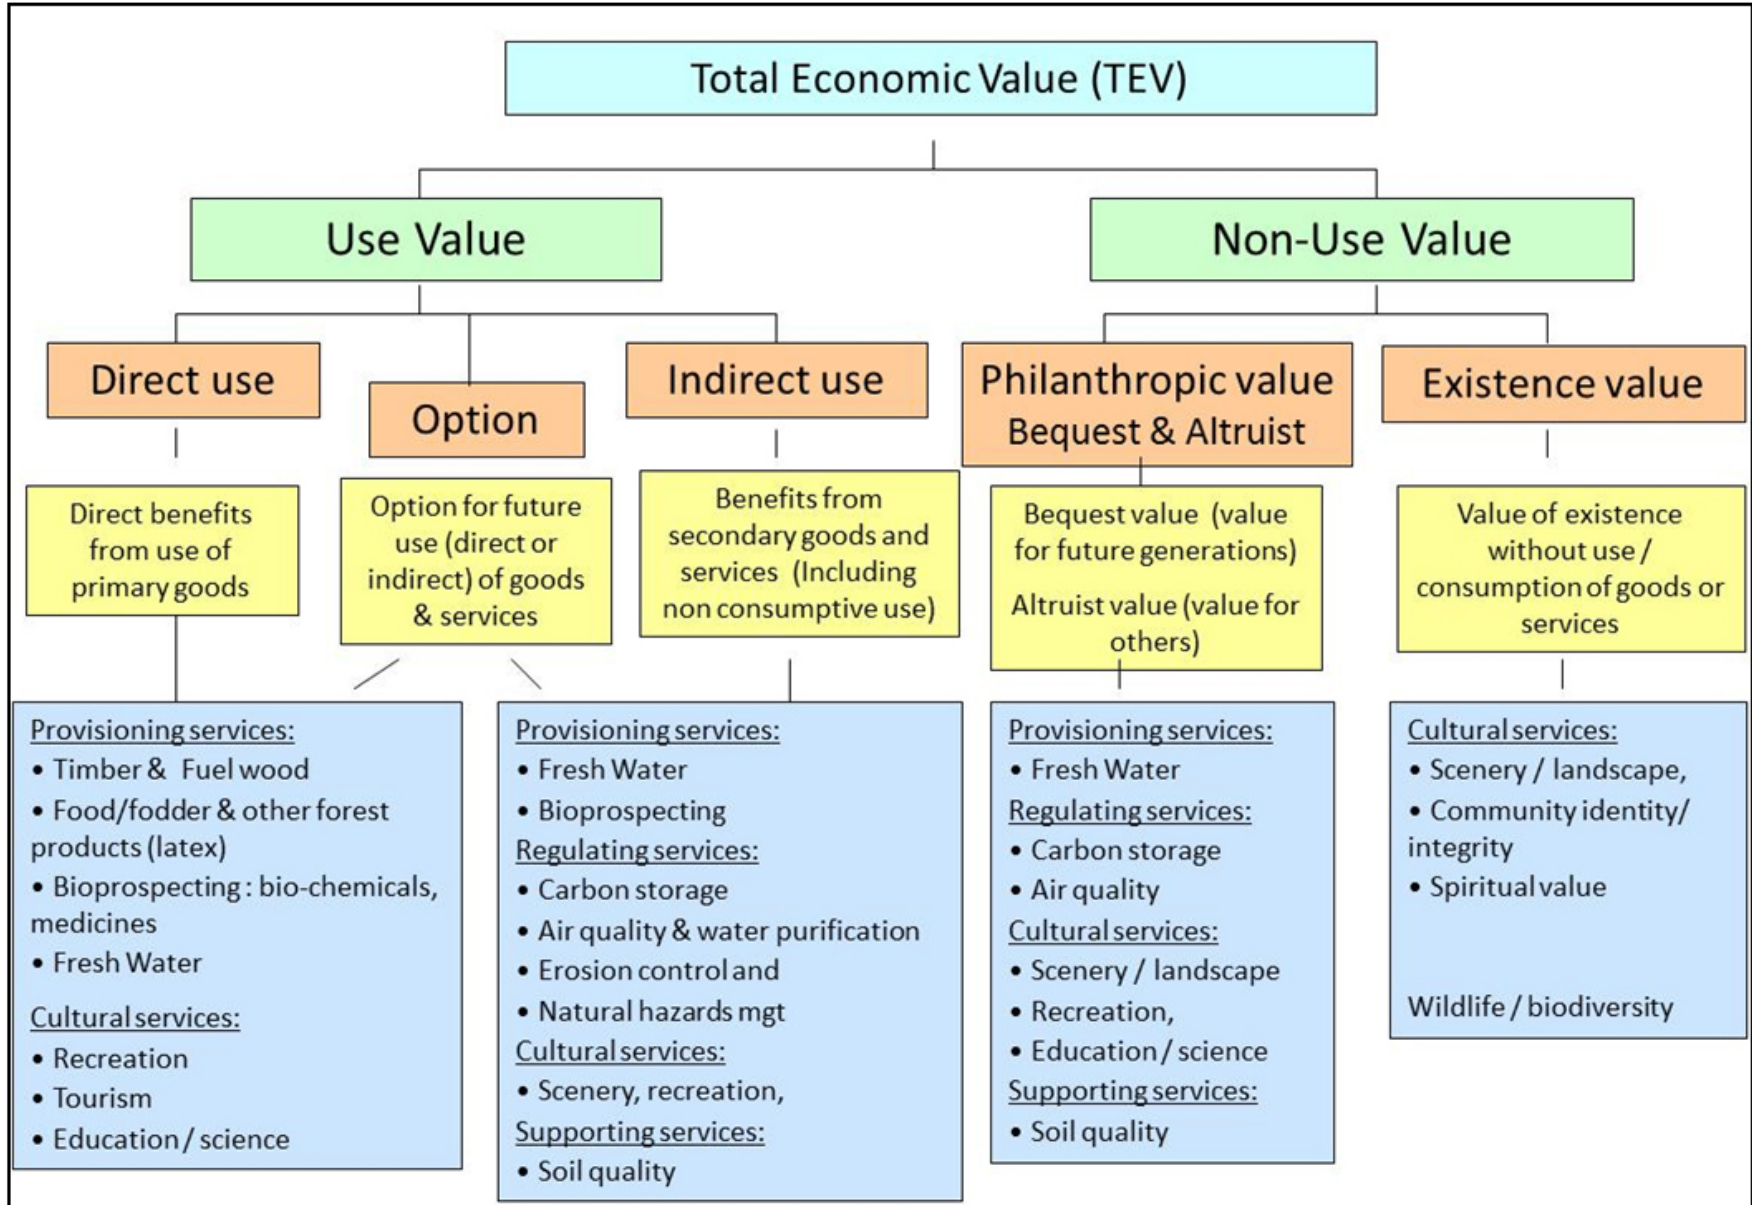 Total Economic Value (TEV)
Use Value
Non-Use Value
Direct use
Option
Indirect use
Philanthropic value
Bequest & Altruist
Existence value
Direct benefits
from use of
primary goods
Option for future
use (direct or
indirect) of goods
& services
Benefits from
secondary goods and
services (Including
non consumptive use)
Bequest value (value
for future generations)
Altruist value (value for
others)
Value of existence
without use /
consumption of goods or
services
Provisioning services:
• Timber & Fuel wood
• Food/fodder & other forest
products (latex)
• Bioprospecting : bio-chemicals,
medicines
• Fresh Water
Cultural services:
• Recreation
• Tourism
• Education / science
Provisioning services:
• Fresh Water
• Bioprospecting
Regulating services:
• Carbon storage
• Air quality & water purification
• Erosion control and
• Natural hazards mgt
Cultural services:
• Scenery, recreation,
Supporting services:
• Soil quality
Provisioning services:
• Fresh Water
Regulating services:
• Carbon storage
• Air quality
Cultural services:
• Scenery / landscape
• Recreation,
• Education / science
Supporting services:
• Soil quality
Cultural services:
• Scenery / landscape,
• Community identity/
integrity
• Spiritual value
Wildlife / biodiversity